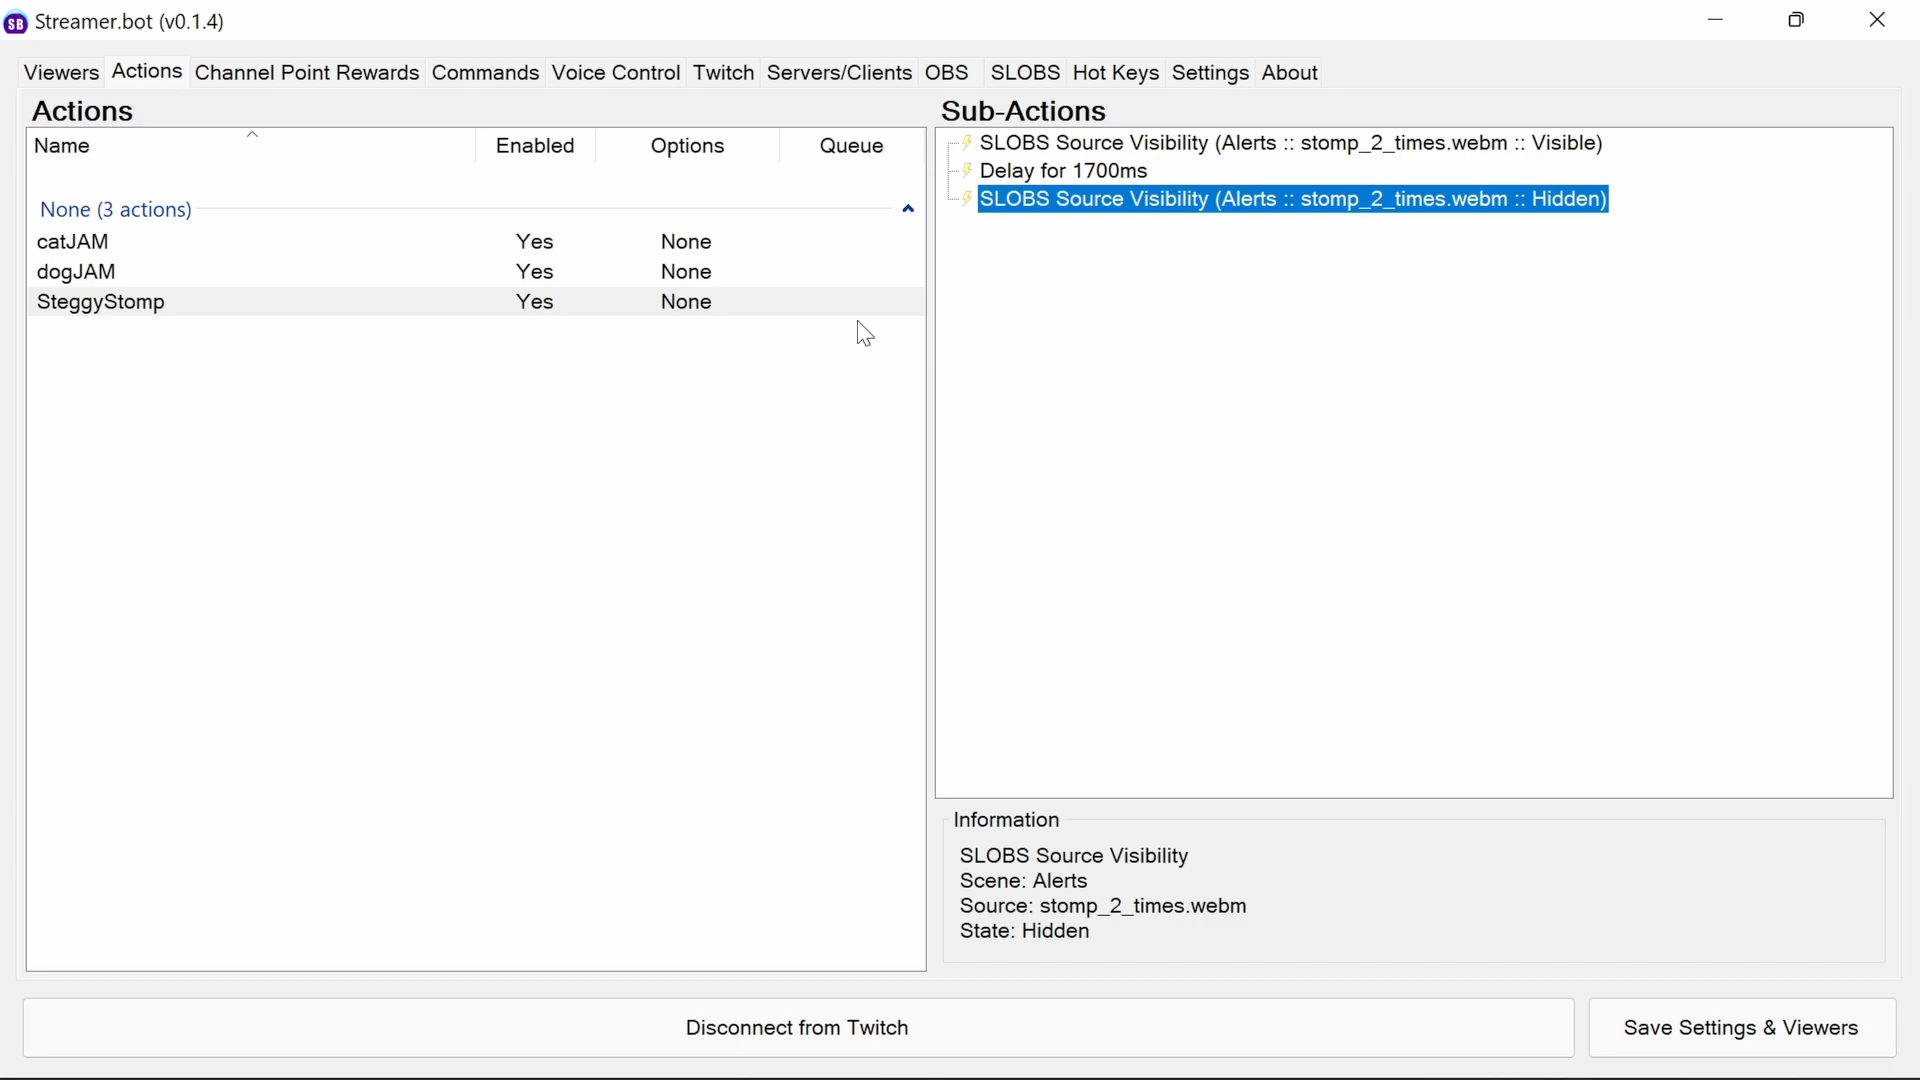 SB Streamer.bot (v0.1.4)
Viewers Actions Channel Point Rewards Commands Voice Control Twitch Servers/Clients OBS SLOBS Hot Keys Settings About
Actions
Name Enabled Options Queue
None (3 actions)
catJAM Yes None
dogJAM Yes None
SteggyStomp Yes None
Sub-Actions
SLOBS Source Visibility (Alerts :: stomp_2_times.webm :: Visible)
Delay for 1700ms
SLOBS Source Visibility (Alerts :: stomp_2_times.webm :: Hidden)
Information
SLOBS Source Visibility
Scene: Alerts
Source: stomp_2_times.webm
State: Hidden
Disconnect from Twitch Save Settings & Viewers